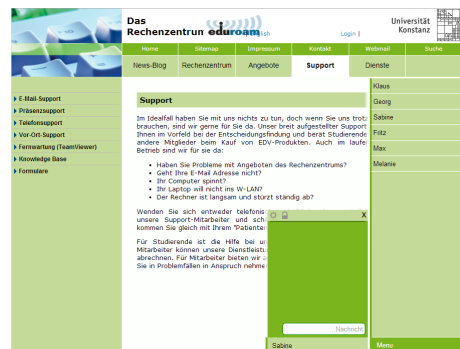 Das
Rechenzentrum eduroam
Login |
Universität
Konstanz
Home Sitemap Impressum Kontakt Webmail Suche
News-Blog Rechenzentrum Angebote Support Dienste
E-Mail-Support
Präsenzsupport
Telefonsupport
Vor-Ort-Support
Fernwartung (TeamViewer)
Knowledge Base
Formulare
Support
Im Idealfall haben Sie mit uns nichts zu tun, doch wenn Sie uns trotz
brauchen, sind wir gerne für Sie da. Unser breit aufgestellter Support
Ihnen im Vorfeld bei der Entscheidungsfindung und berät Studierende
andere Mitglieder beim Kauf von EDV-Produkten. Auch im laufe
Betrieb sind wir für sie da:
Haben Sie Probleme mit Angeboten des Rechenzentrums?
Geht Ihre E-Mail Adresse nicht?
Ihr Computer spinnt?
Ihr Laptop will nicht ins W-LAN?
Der Rechner ist langsam und stürzt ständig ab?
Wenden Sie sich entweder telefonis
unsere Support-Mitarbeiter und sch
kommen Sie gleich mit Ihrem "Patienten
Für Studierende ist die Hilfe bei un
Mitarbeiter können unsere Dienstleistu
abrechnen. Für Mitarbeiter bieten wir a
Sie in Problemfällen in Anspruch nehme
Klaus
Georg
Sabine
Fritz
Max
Melanie
X
...Nachricht
Sabine
Menu